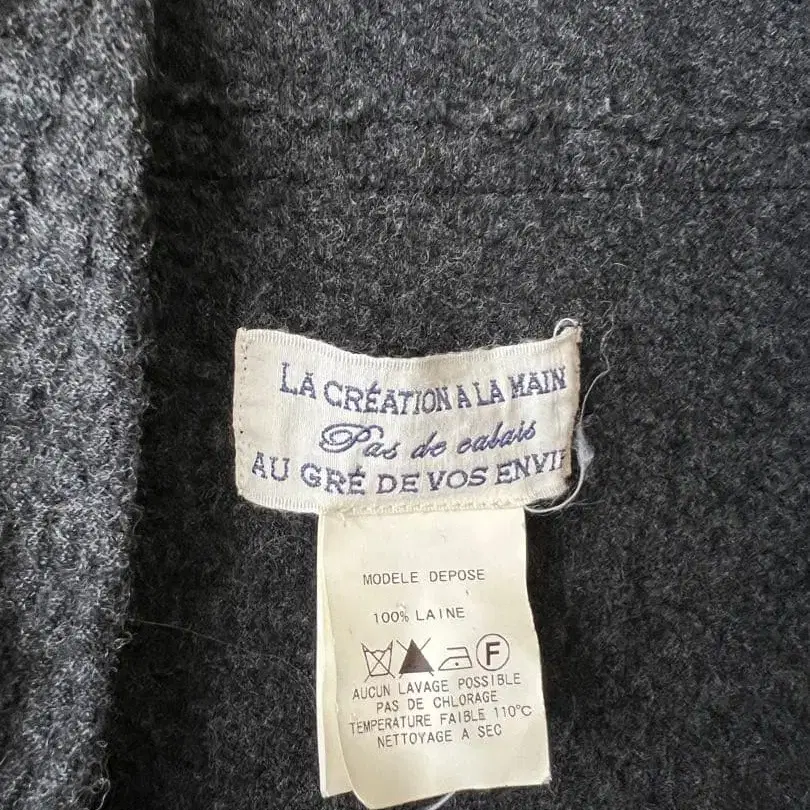 LA CRÉATION A LA MAIN
Pas de calais
AU GRÉ DE VOS ENVIE
MODELE DEPOSE
100% LAINE
F
AUCUN LAVAGE POSSIBLE
PAS DE CHLORAGE
TEMPERATURE FAIBLE 110°C
NETTOYAGE A SEC